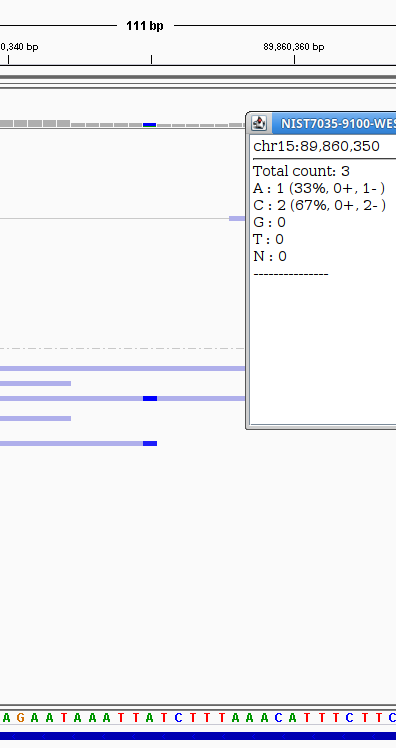 111 bp
0,340 bp 89,860,360 bp
NIST7035-9100-WES
chr15:89,860,350
Total count: 3
A : 1 (33%, 0+, 1- )
C : 2 (67%, 0+, 2- )
G : 0
T : 0
N : 0
---------------
A G A A T A A A T T A T C T T T A A A C A T T T C T T C